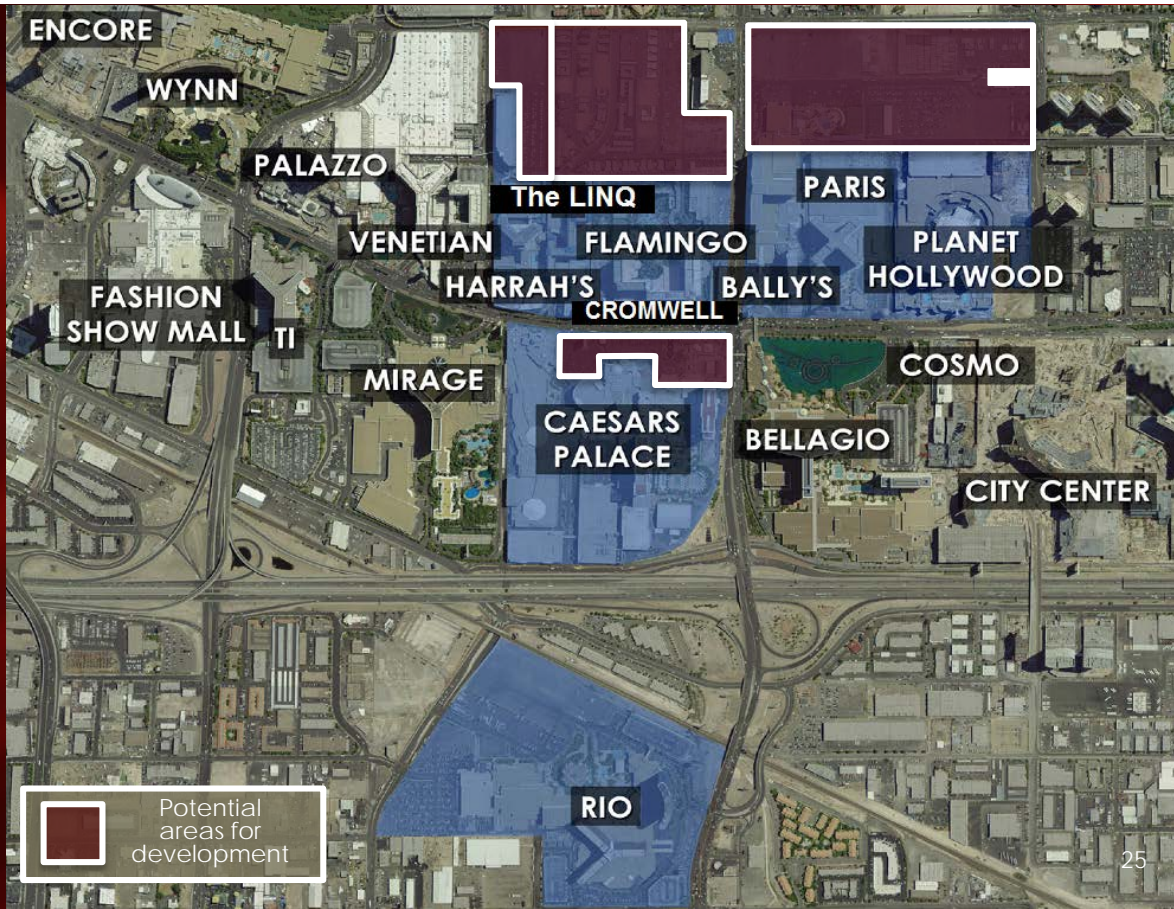 ENCORE
WYNN
PALAZZO
The LINQ
PARIS
VENETIAN
FLAMINGO
PLANET
HOLLYWOOD
HARRAH'S
BALLY'S
FASHION
SHOW MALL
TI
CROMWELL
MIRAGE
COSMO
CAESARS
PALACE
BELLAGIO
CITY CENTER
RIO
Potential
areas for
development
25